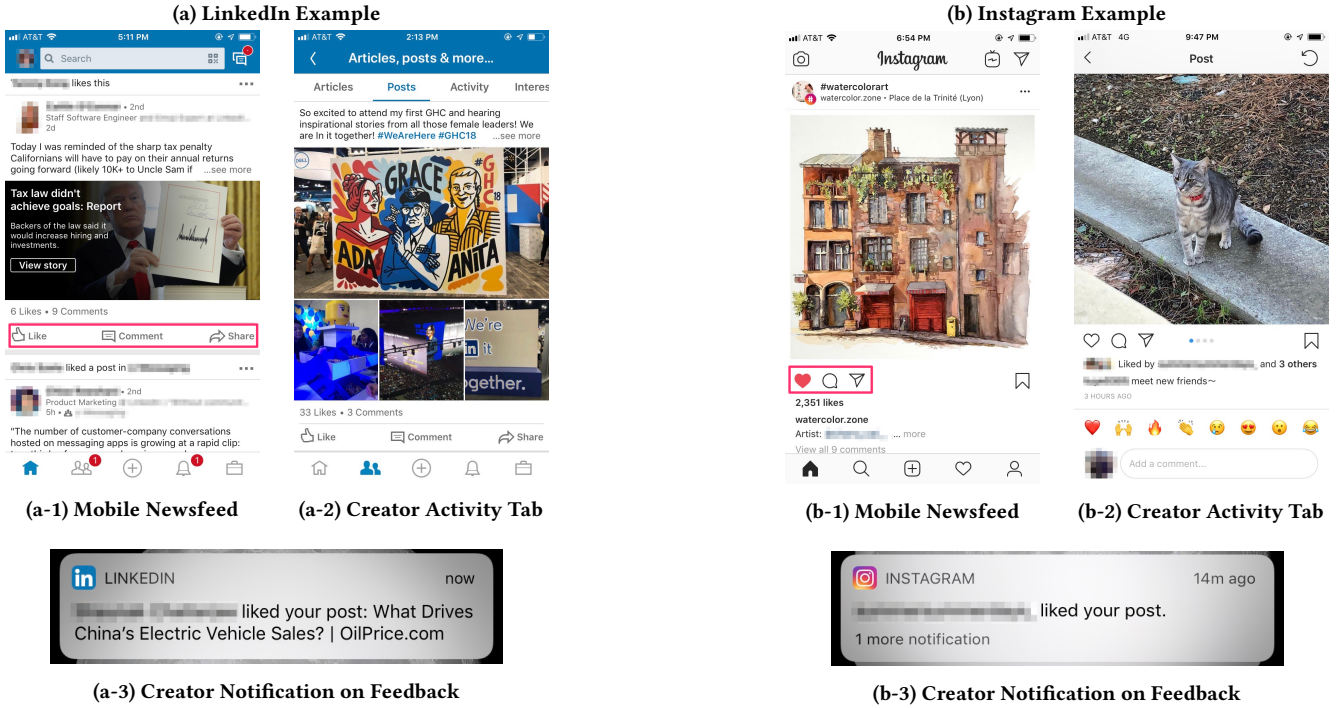 (a) LinkedIn Example
AT&T 5:11 PM
Search
likes this
• 2nd
Staff Software Engineer
2d
Today I was reminded of the sharp tax penalty
Californians will have to pay on their annual returns
going forward (likely 10K+ to Uncle Sam if ...see more
Tax law didn't
achieve goals: Report
Backers of the law said it
would increase hiring and
investments.
View story
6 Likes • 9 Comments
Like Comment Share
liked a post in
• 2nd
Product Marketing
5h •
"The number of customer-company conversations
hosted on messaging apps is growing at a rapid clip:
1 1
(a-1) Mobile Newsfeed
AT&T 2:13 PM
Articles, posts & more...
Articles Posts Activity Interes
So excited to attend my first GHC and hearing
inspirational stories from all those female leaders! We
are In it together! #WeAreHere #GHC18 ...see more
DELL
GRACE
#GHC
18
ADA
ANITA
We're
in it
ogether.
33 Likes • 3 Comments
Like Comment Share
(a-2) Creator Activity Tab
in LINKEDIN now
liked your post: What Drives
China's Electric Vehicle Sales? | OilPrice.com
(a-3) Creator Notification on Feedback
(b) Instagram Example
AT&T 6:54 PM
Instagram
#watercolorart
watercolor.zone • Place de la Trinité (Lyon)
2,351 likes
watercolor.zone
Artist: ... more
View all 9 comments
(b-1) Mobile Newsfeed
AT&T 4G 9:47 PM
Post
Liked by and 3 others
meet new friends~
3 HOURS AGO
Add a comment...
(b-2) Creator Activity Tab
INSTAGRAM 14m ago
liked your post.
1 more notification
(b-3) Creator Notification on Feedback